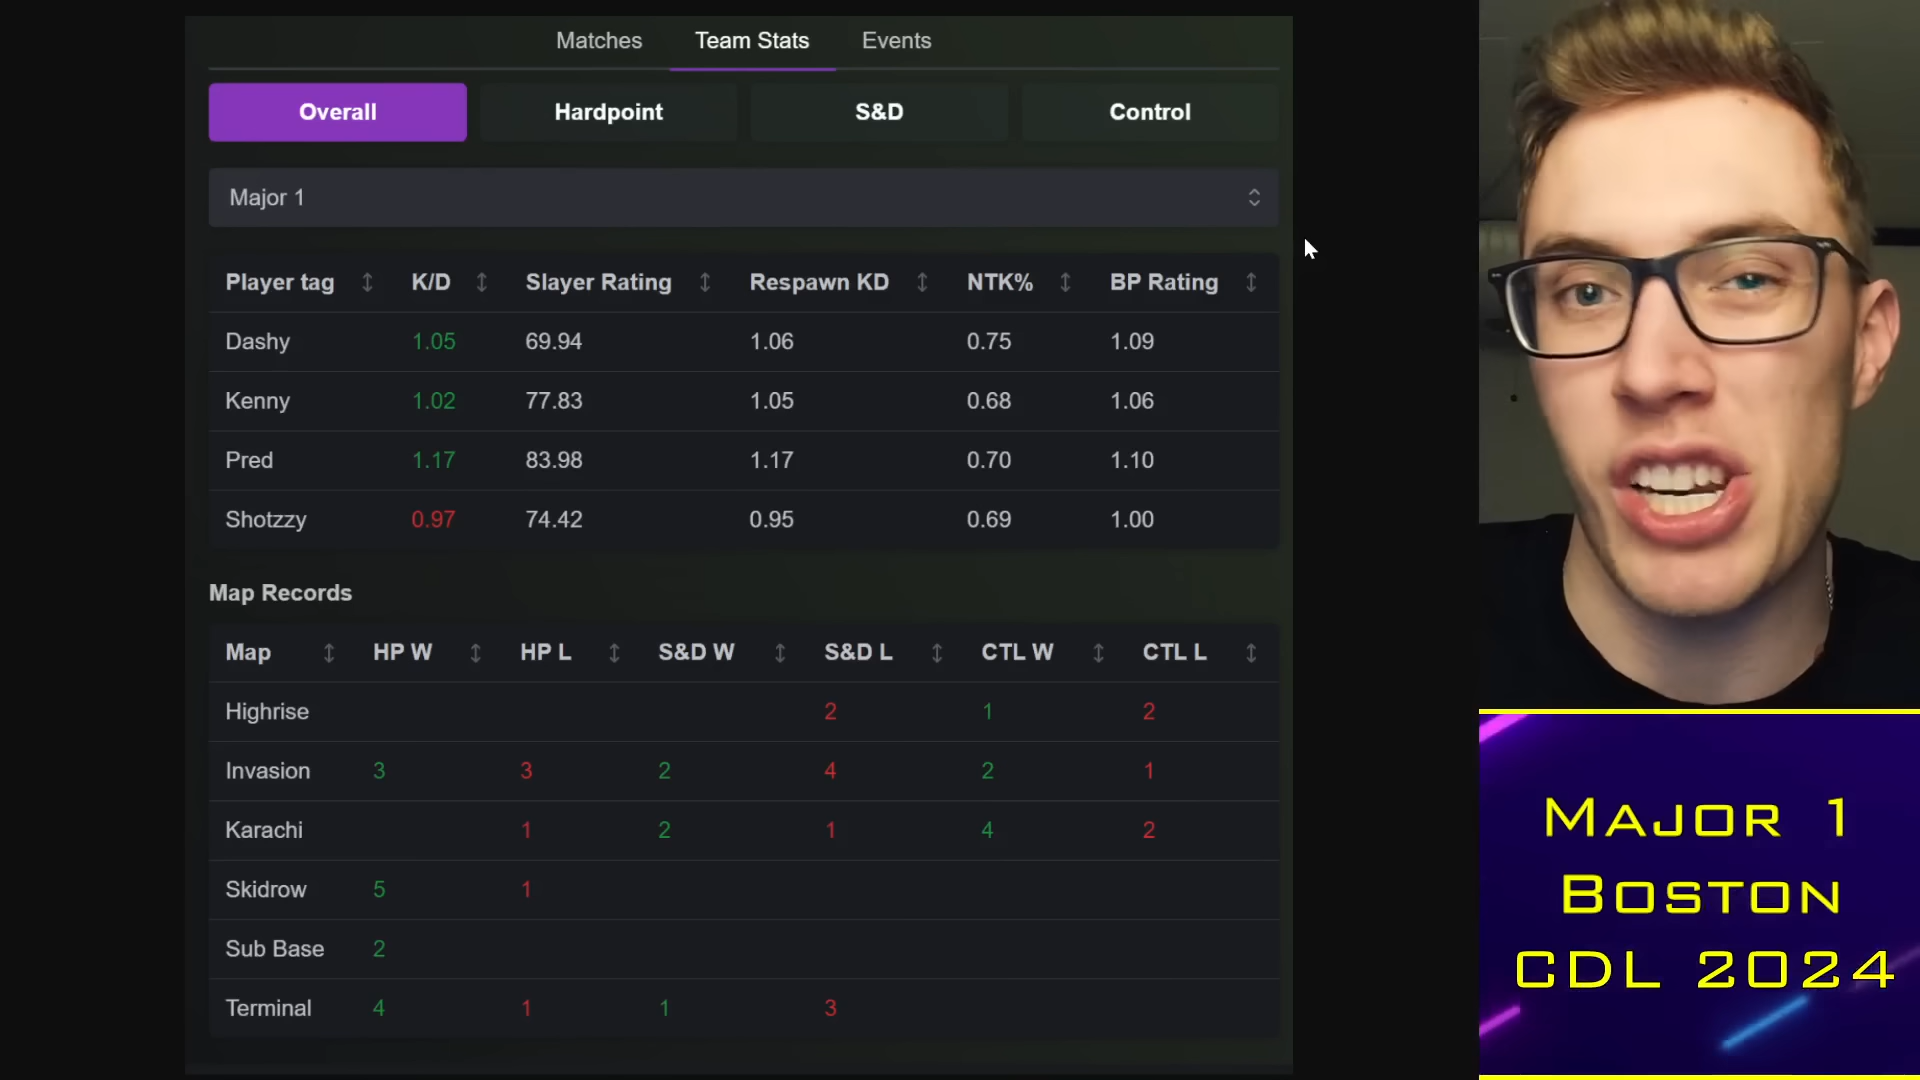 Matches Team Stats Events
Overall Hardpoint S&D Control
Major 1
Player tag K/D Slayer Rating Respawn KD NTK% BP Rating
Dashy 1.05 69.94 1.06 0.75 1.09
Kenny 1.02 77.83 1.05 0.68 1.06
Pred 1.17 83.98 1.17 0.70 1.10
Shotzzy 0.97 74.42 0.95 0.69 1.00
Map Records
Map HP W HP L S&D W S&D L CTL W CTL L
Highrise 2 1 2
Invasion 3 3 2 4 2 1
Karachi 1 2 1 4 2
Skidrow 5 1
Sub Base 2
Terminal 4 1 1 3
Major 1
Boston
CDL 2024